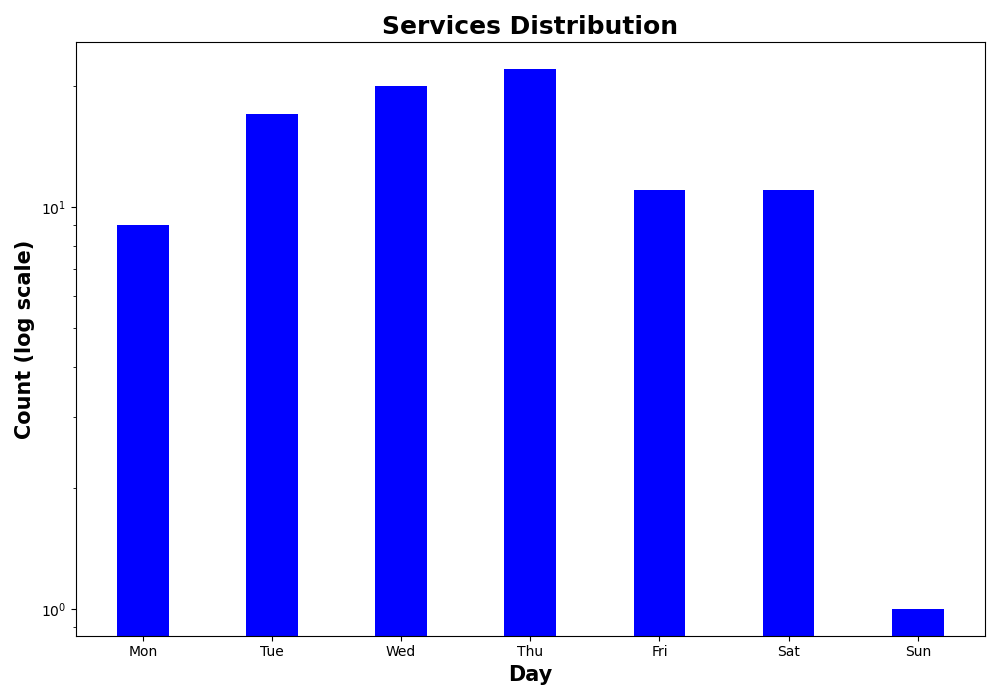 Services Distribution
Count (log scale)
10¹
10⁰
Mon Tue Wed Thu Fri Sat Sun
Day